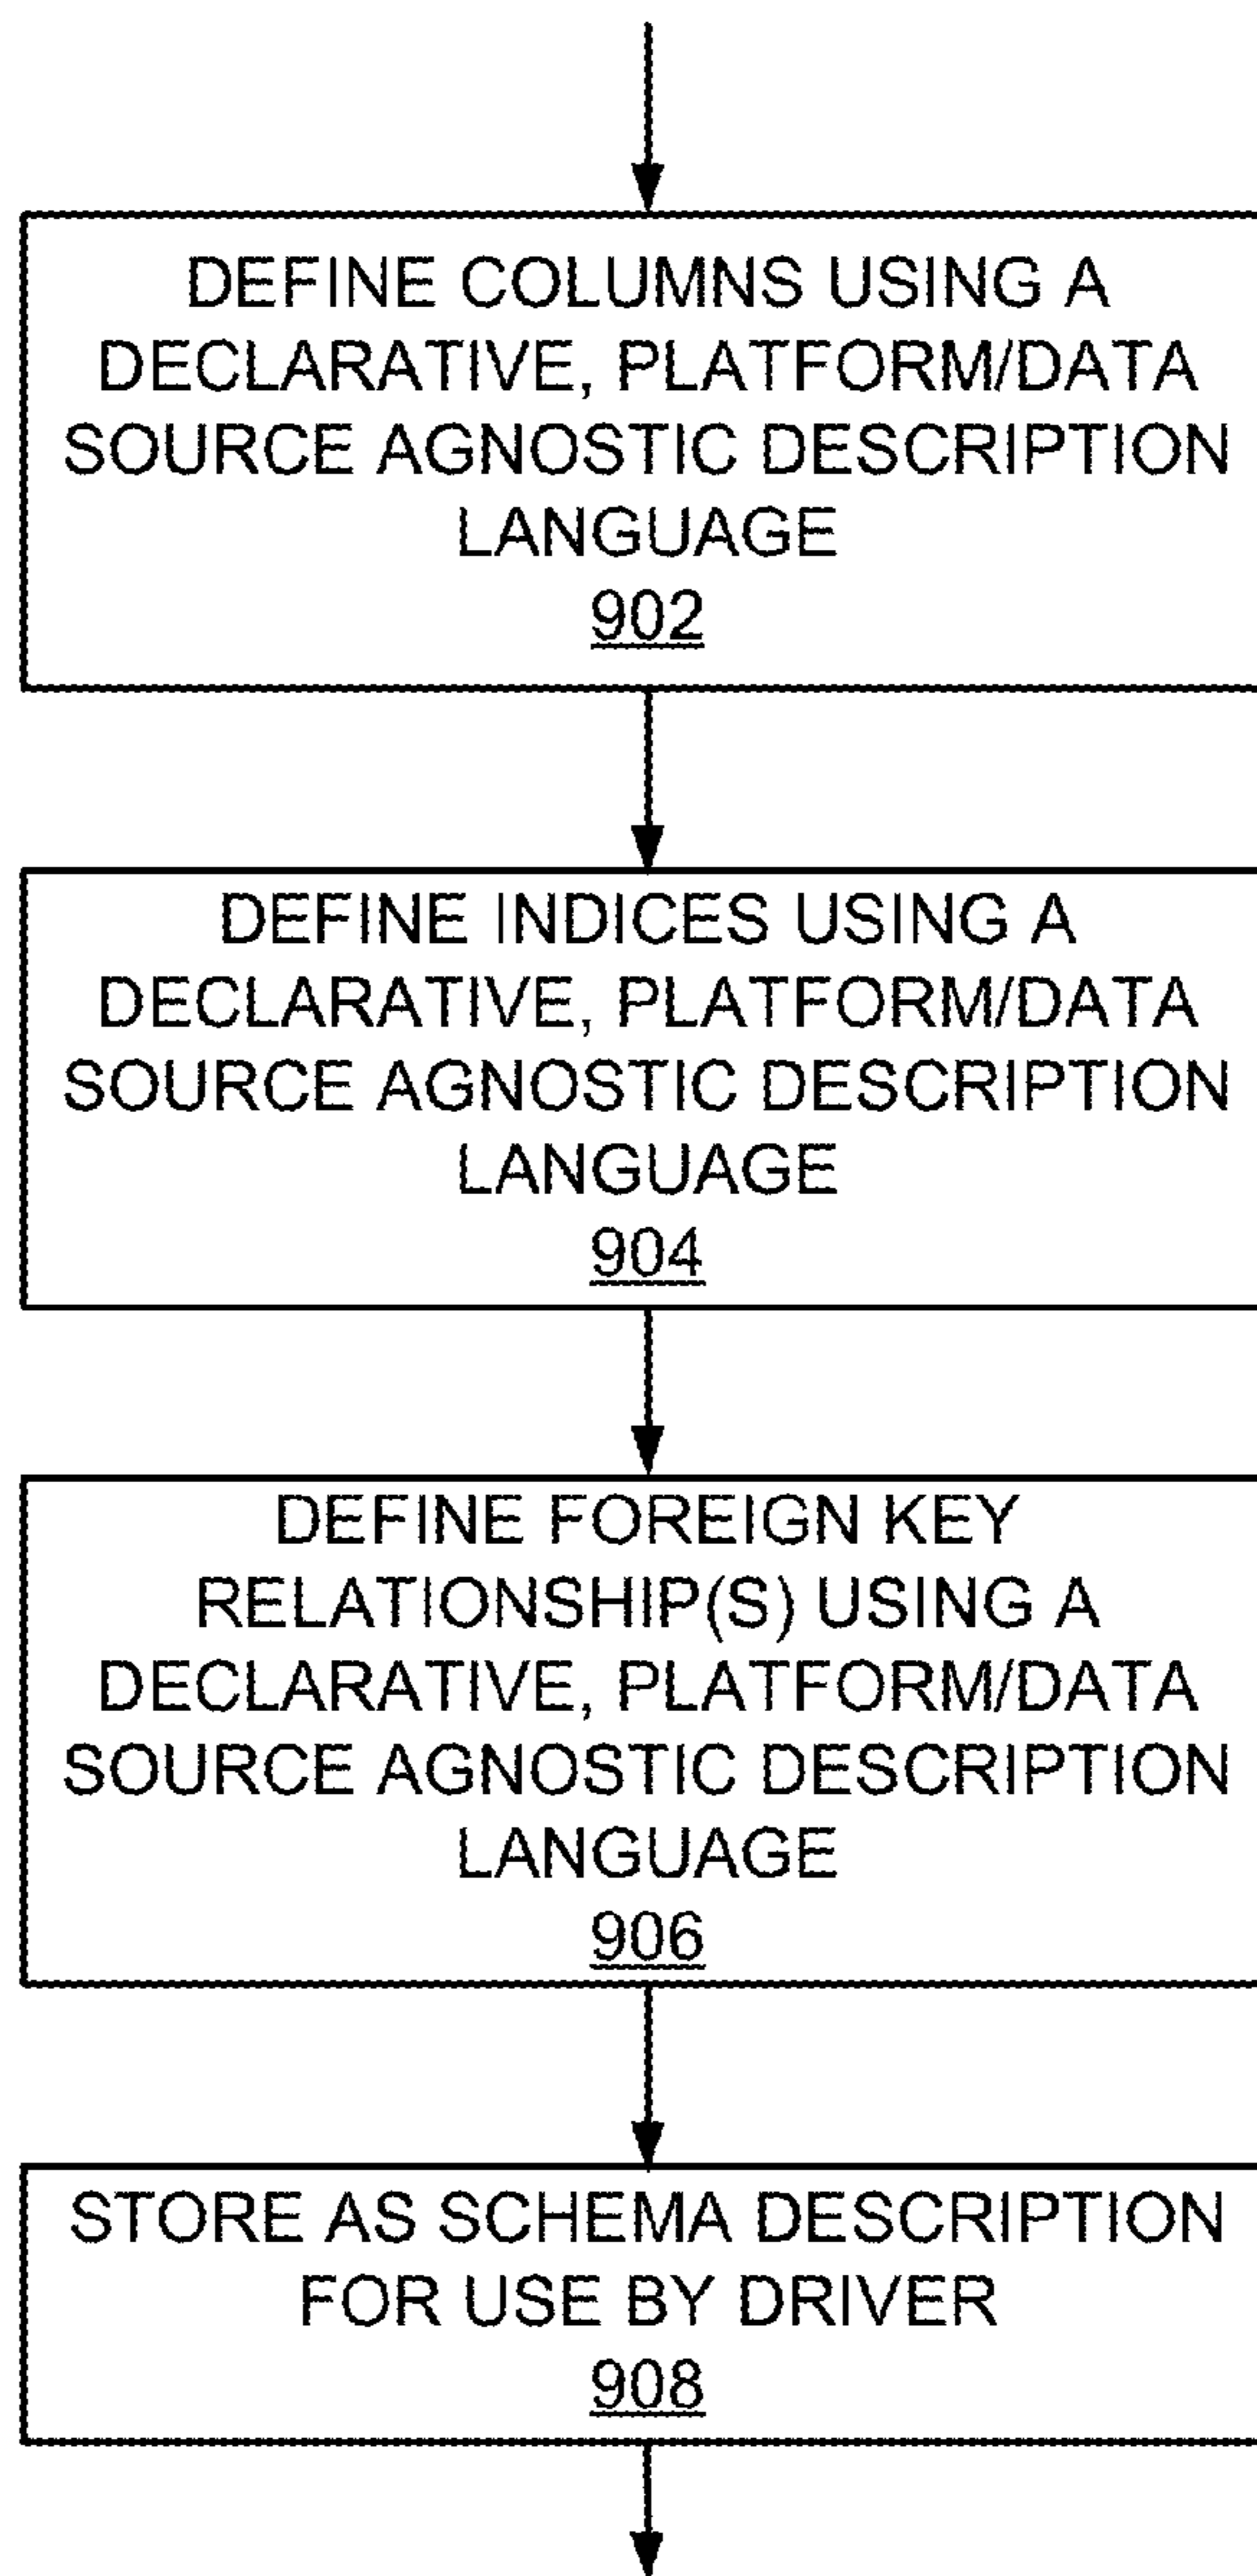 DEFINE COLUMNS USING A
DECLARATIVE, PLATFORM/DATA
SOURCE AGNOSTIC DESCRIPTION
LANGUAGE
902
DEFINE INDICES USING A
DECLARATIVE, PLATFORM/DATA
SOURCE AGNOSTIC DESCRIPTION
LANGUAGE
904
DEFINE FOREIGN KEY
RELATIONSHIP(S) USING A
DECLARATIVE, PLATFORM/DATA
SOURCE AGNOSTIC DESCRIPTION
LANGUAGE
906
STORE AS SCHEMA DESCRIPTION
FOR USE BY DRIVER
908